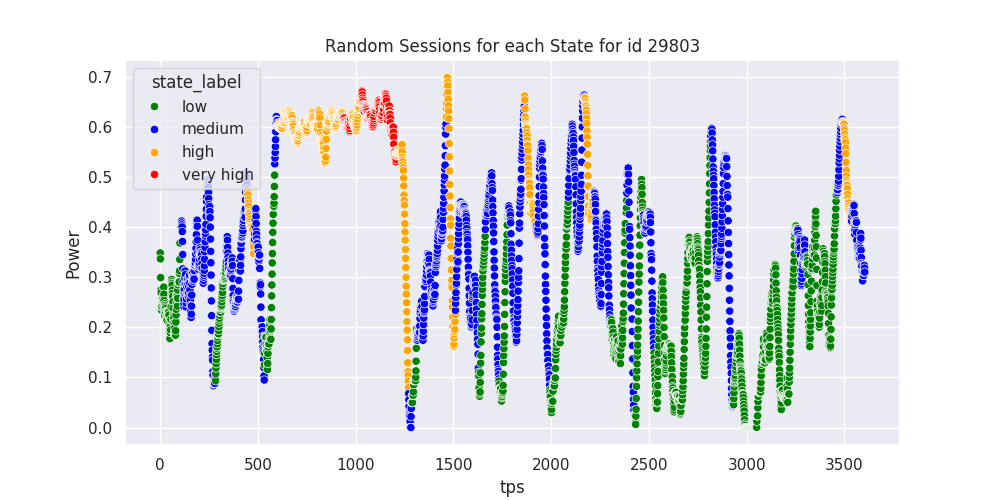 Random Sessions for each State for id 29803
state_label
low
medium
high
very high
Power
0.7
0.6
0.5
0.4
0.3
0.2
0.1
0.0
0
500
1000
1500
2000
2500
3000
3500
tps